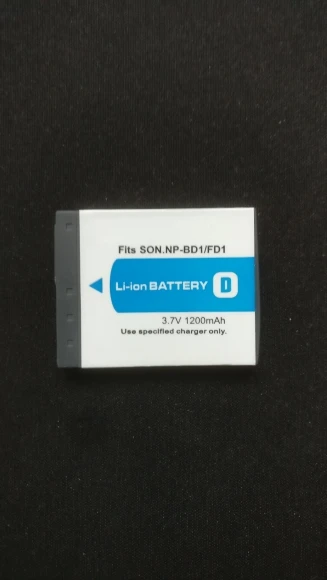 Fits SON.NP-BD1/FD1
Li-ion BATTERY D
3.7V 1200mAh
Use specified charger only.